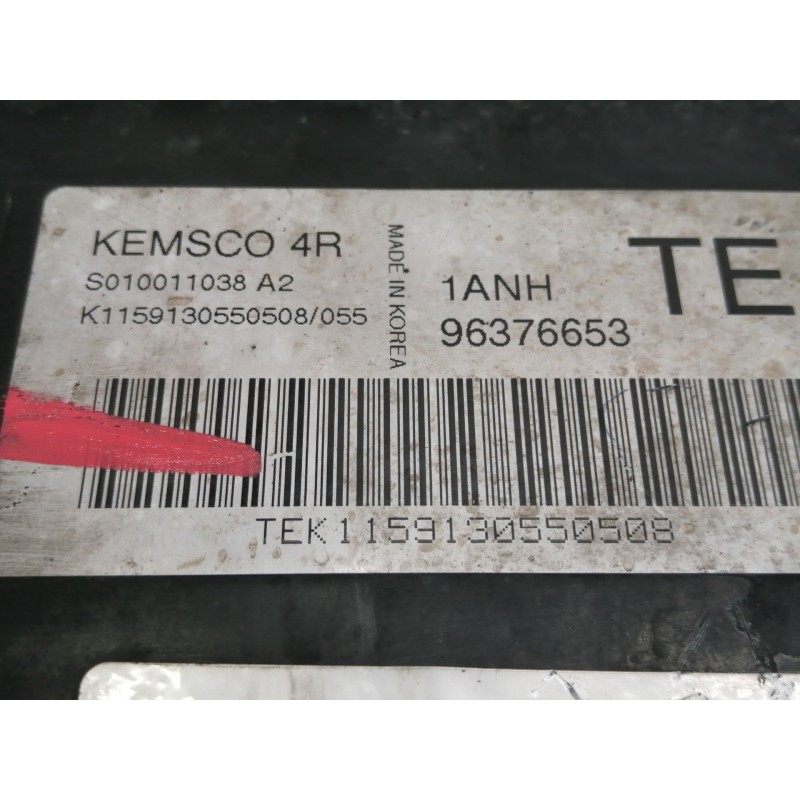 KEMSCO 4R
S010011038 A2
K1159130550508/055
MADE IN KOREA
1ANH
96376653
TE
TEK1159130550508